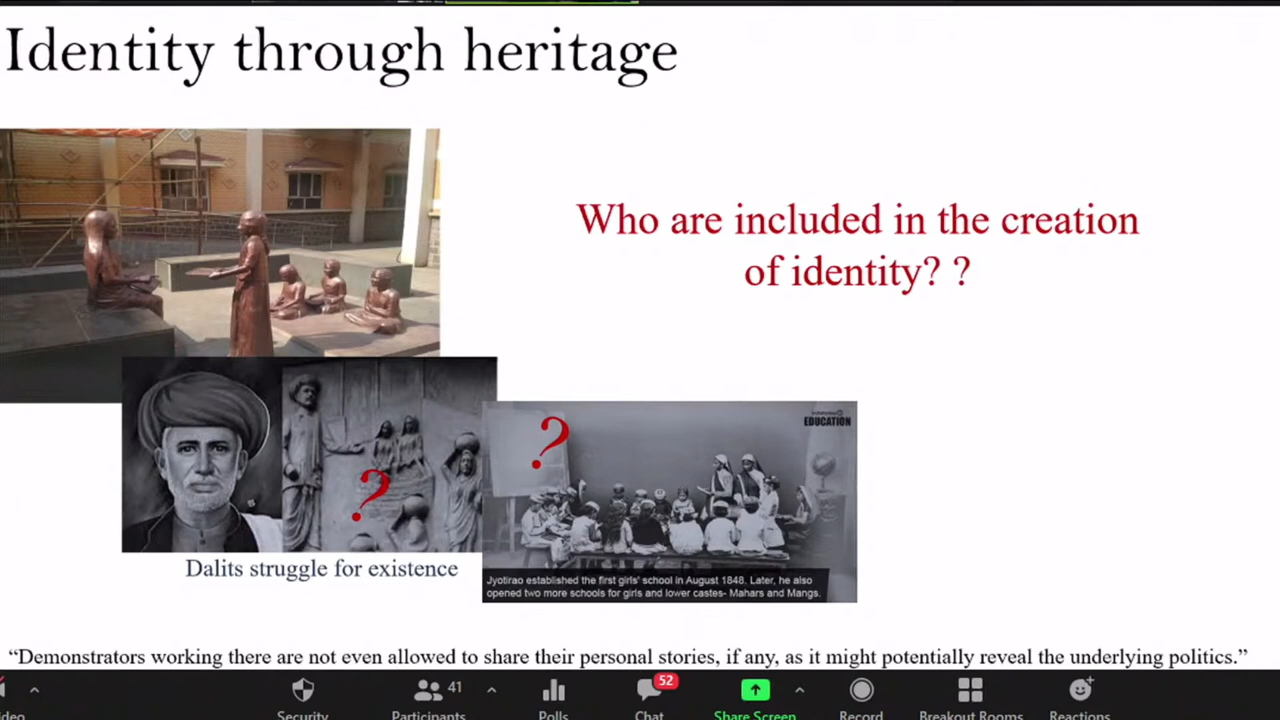 Identity through heritage
Who are included in the creation
of identity? ?
?
?
EDUCATION
Jyotirao established the first girls' school in August 1848. Later, he also
opened two more schools for girls and lower castes- Mahars and Mangs.
Dalits struggle for existence
“Demonstrators working there are not even allowed to share their personal stories, if any, as it might potentially reveal the underlying politics.”
41
52
Security
Participants
Polls
Chat
Share Screen
Record
Breakout Rooms
Reactions